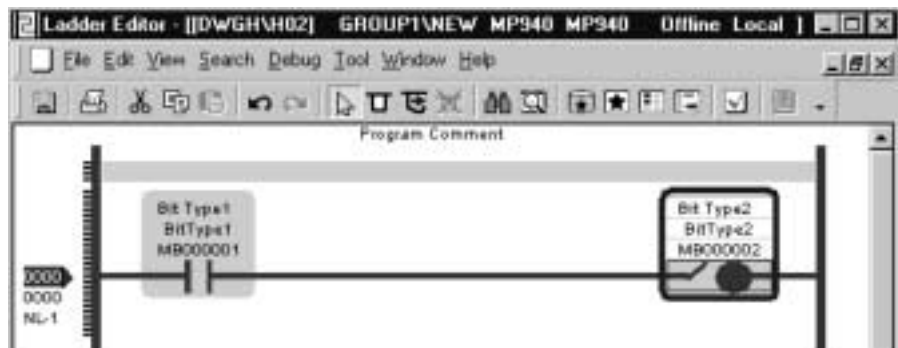 Ladder Editor - [[DWGH\H02] GROUP1\NEW MP940 MP940 Offline Local ]
File Edit View Search Debug Tool Window Help
Program Comment
Bit Type1
BitType1
MB000001
Bit Type2
BitType2
MB000002
0000
0000
NL-1